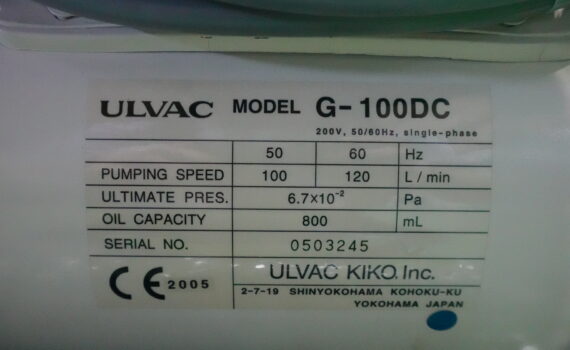 ULVAC MODEL G-100DC
200V, 50/60Hz, single-phase
50 60 Hz
PUMPING SPEED 100 120 L / min
ULTIMATE PRES. 6.7×10⁻² Pa
OIL CAPACITY 800 mL
SERIAL NO. 0503245
CE 2005 ULVAC KIKO. Inc.
2-7-19 SHINYOKOHAMA KOHOKU-KU
YOKOHAMA JAPAN